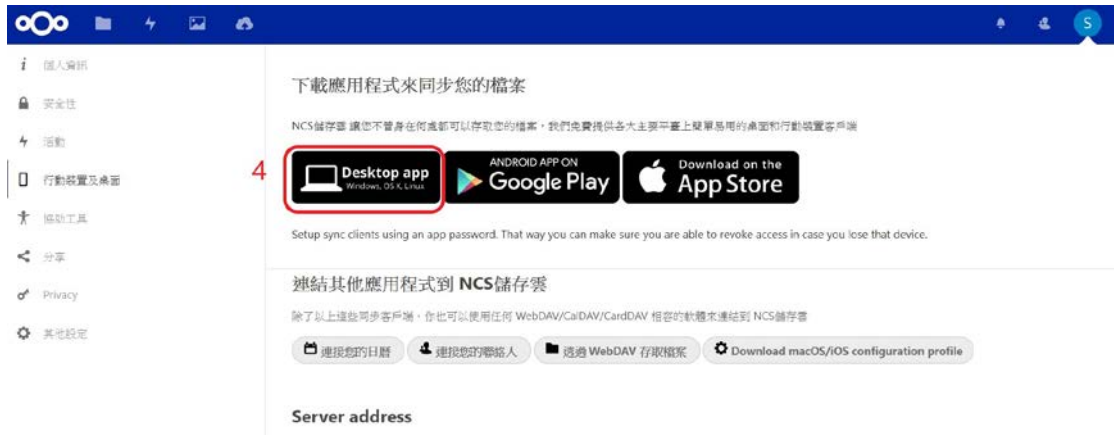 S
個人資訊
安全性
活動
行動裝置及桌面
協助工具
分享
Privacy
其他設定
下載應用程式來同步您的檔案
NCS儲存雲 讓您不管身在何處都可以存取您的檔案，我們免費提供各大主要平臺上簡單易用的桌面和行動裝置客戶端
4
Desktop app
Windows, OS X, Linux
ANDROID APP ON
Google Play
Download on the
App Store
Setup sync clients using an app password. That way you can make sure you are able to revoke access in case you lose that device.
連結其他應用程式到 NCS儲存雲
除了以上這些同步客戶端，你也可以使用任何 WebDAV/CalDAV/CardDAV 相容的軟體來連結到 NCS儲存雲
連接您的日曆
連接您的聯絡人
透過 WebDAV 存取檔案
Download macOS/iOS configuration profile
Server address